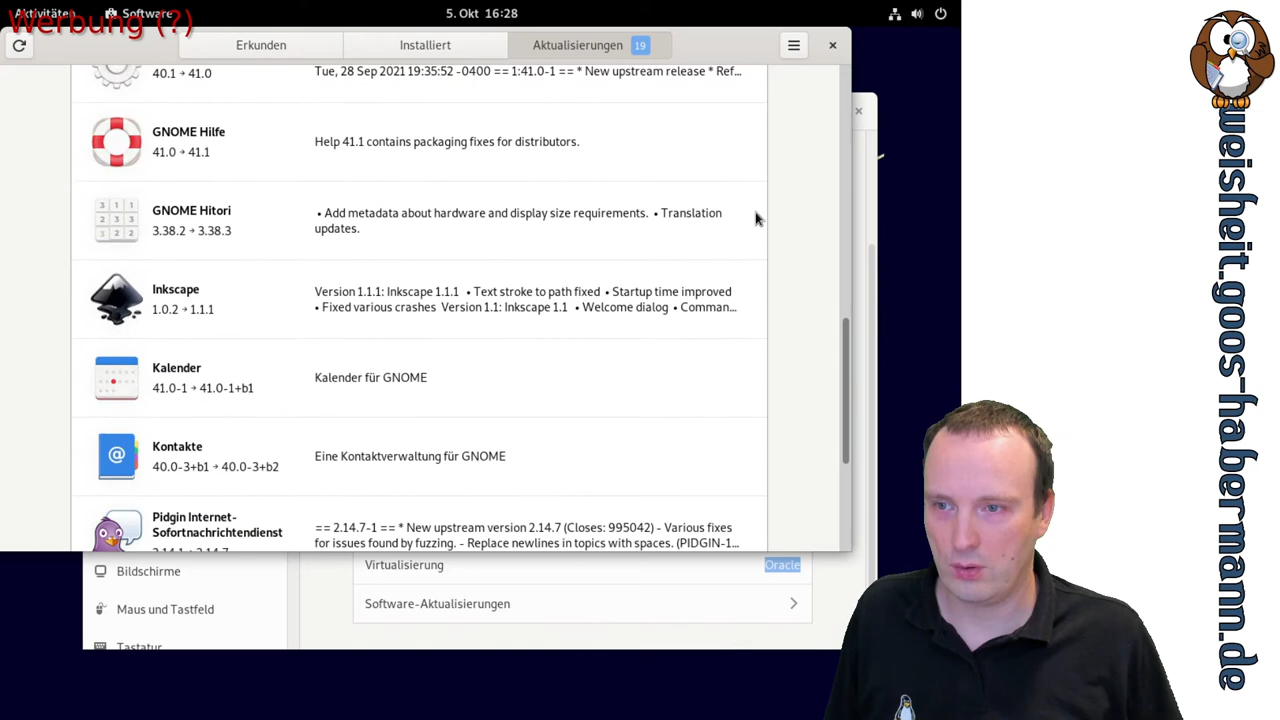 Werbung (?)
Aktivitäten
Software
5. Okt 16:28
Erkunden
Installiert
Aktualisierungen 19
40.1 → 41.0
Tue, 28 Sep 2021 19:35:52 -0400 == 1:41.0-1 == * New upstream release * Ref…
GNOME Hilfe
41.0 → 41.1
Help 41.1 contains packaging fixes for distributors.
GNOME Hitori
3.38.2 → 3.38.3
• Add metadata about hardware and display size requirements. • Translation
updates.
Inkscape
1.0.2 → 1.1.1
Version 1.1.1: Inkscape 1.1.1 • Text stroke to path fixed • Startup time improved
• Fixed various crashes Version 1.1: Inkscape 1.1 • Welcome dialog • Comman…
Kalender
41.0-1 → 41.0-1+b1
Kalender für GNOME
Kontakte
40.0-3+b1 → 40.0-3+b2
Eine Kontaktverwaltung für GNOME
Pidgin Internet-
Sofortnachrichtendienst
2.14.1 → 2.14.7
== 2.14.7-1 == * New upstream version 2.14.7 (Closes: 995042) - Various fixes
for issues found by fuzzing. - Replace newlines in topics with spaces. (PIDGIN-1…
Bildschirme
Maus und Tastfeld
Tastatur
Virtualisierung
Oracle
Software-Aktualisierungen
weisheit.goos-habermann.de